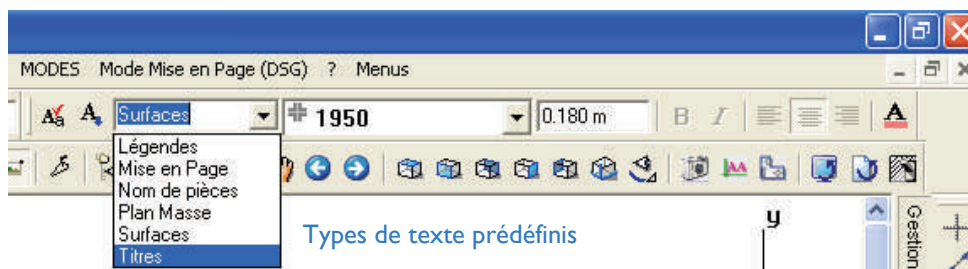 MODES Mode Mise en Page (DSG) ? Menus
Surfaces 1950 0.180 m B I A
Légendes
Mise en Page
Nom de pièces
Plan Masse
Surfaces
Titres
Types de texte prédéfinis
y
Gestion